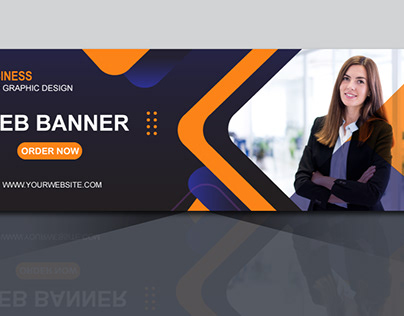 INESS
GRAPHIC DESIGN
EB BANNER
ORDER NOW
WWW.YOURWEBSITE.COM